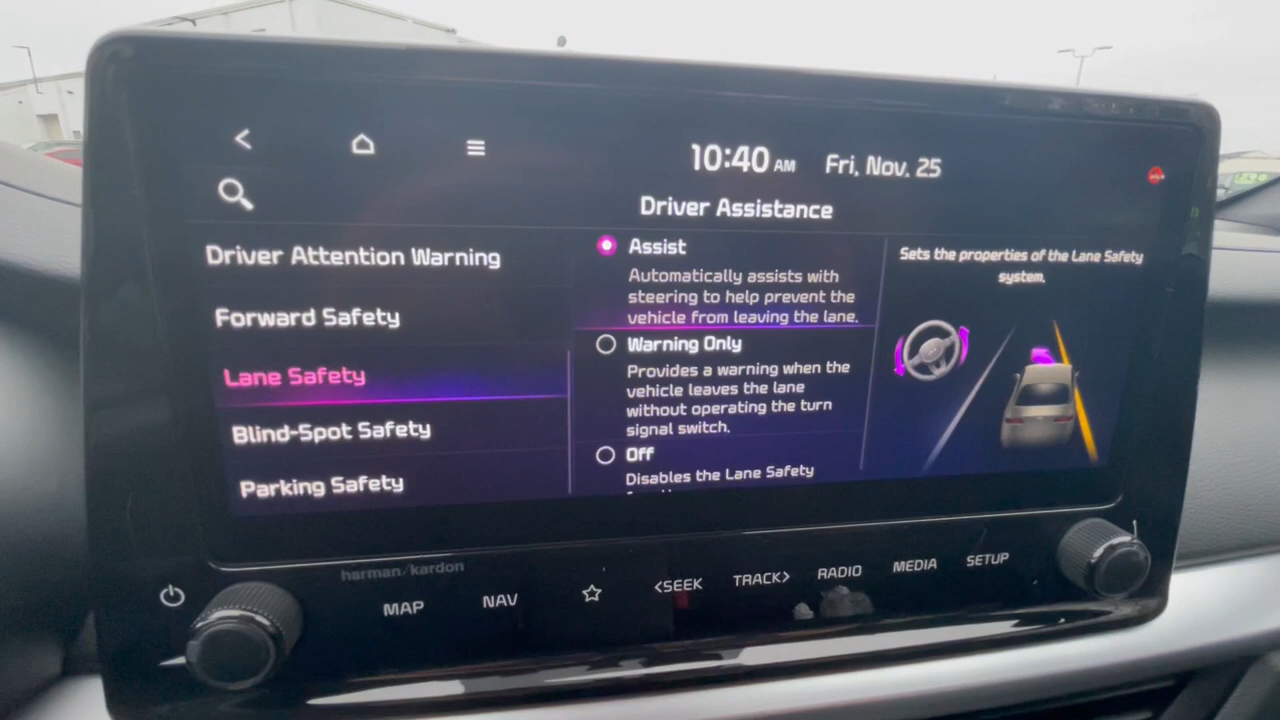 10:40 AM Fri, Nov. 25
Driver Assistance
Driver Attention Warning
Forward Safety
Lane Safety
Blind-Spot Safety
Parking Safety
Assist
Automatically assists with
steering to help prevent the
vehicle from leaving the lane.
Warning Only
Provides a warning when the
vehicle leaves the lane
without operating the turn
signal switch.
Off
Disables the Lane Safety
Sets the properties of the Lane Safety
system.
harman/kardon
MAP
NAV
<SEEK
TRACK>
RADIO
MEDIA
SETUP